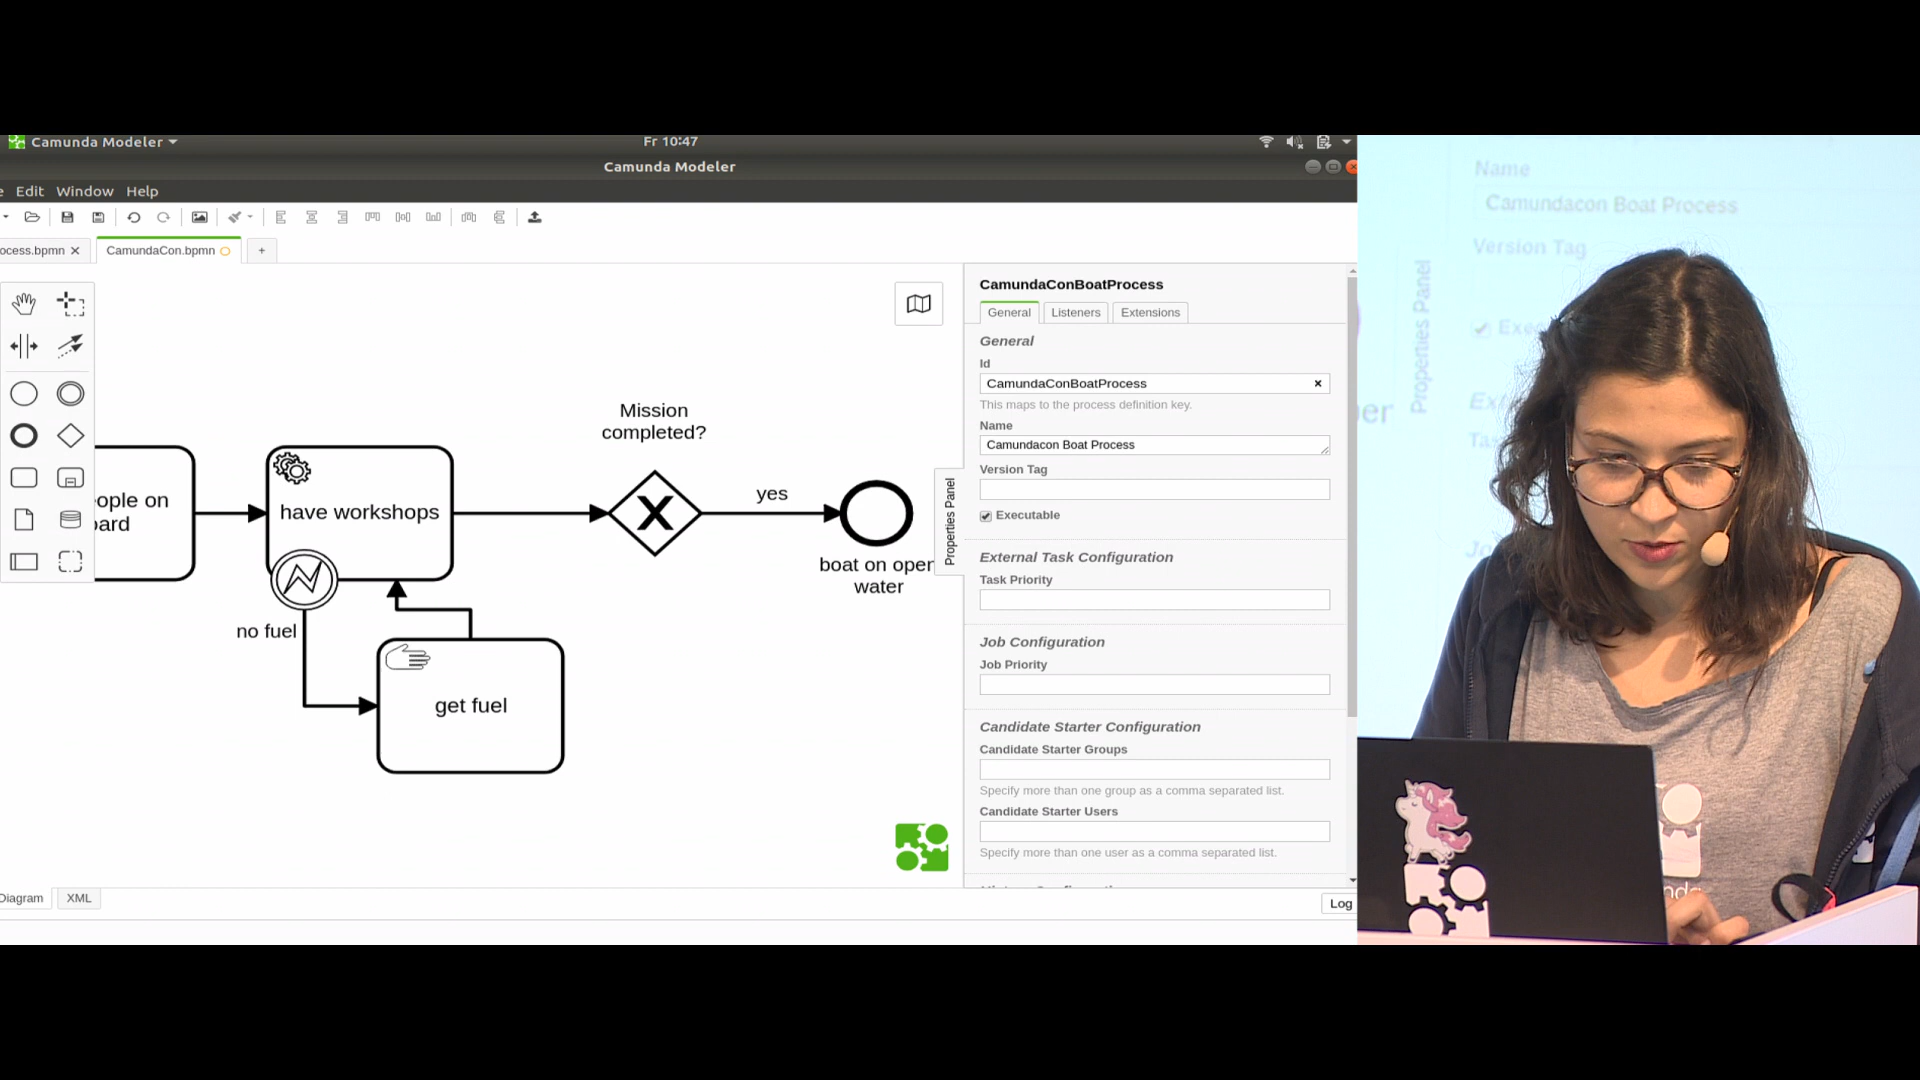 Camunda Modeler
Fr 10:47
Camunda Modeler
Edit Window Help
ocess.bpmn
CamundaCon.bpmn
+
ople on
ard
have workshops
no fuel
get fuel
Mission
completed?
yes
boat on open
water
Properties Panel
CamundaConBoatProcess
General Listeners Extensions
General
Id
CamundaConBoatProcess
This maps to the process definition key.
Name
Camundacon Boat Process
Version Tag
Executable
External Task Configuration
Task Priority
Job Configuration
Job Priority
Candidate Starter Configuration
Candidate Starter Groups
Specify more than one group as a comma separated list.
Candidate Starter Users
Specify more than one user as a comma separated list.
Diagram XML
Log
Name
Camundacon Boat Process
Version Tag
Properties Panel